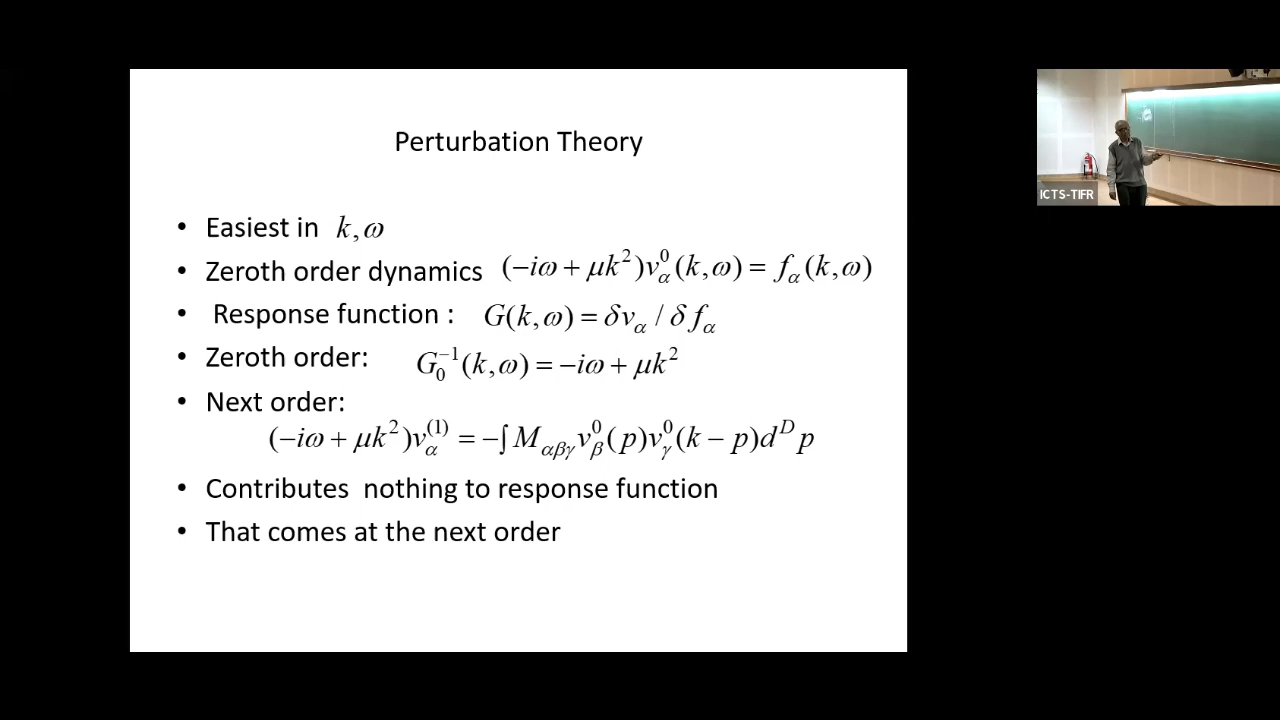 Perturbation Theory
• Easiest in k, ω
• Zeroth order dynamics (−iω + μk²)v⁰_α(k, ω) = f_α(k, ω)
• Response function : G(k, ω) = δv_α / δf_α
• Zeroth order: G₀⁻¹(k, ω) = −iω + μk²
• Next order:
(−iω + μk²)v_α⁽¹⁾ = −∫ M_αβγ v⁰_β(p)v⁰_γ(k − p)d^D p
• Contributes nothing to response function
• That comes at the next order
ICTS-TIFR